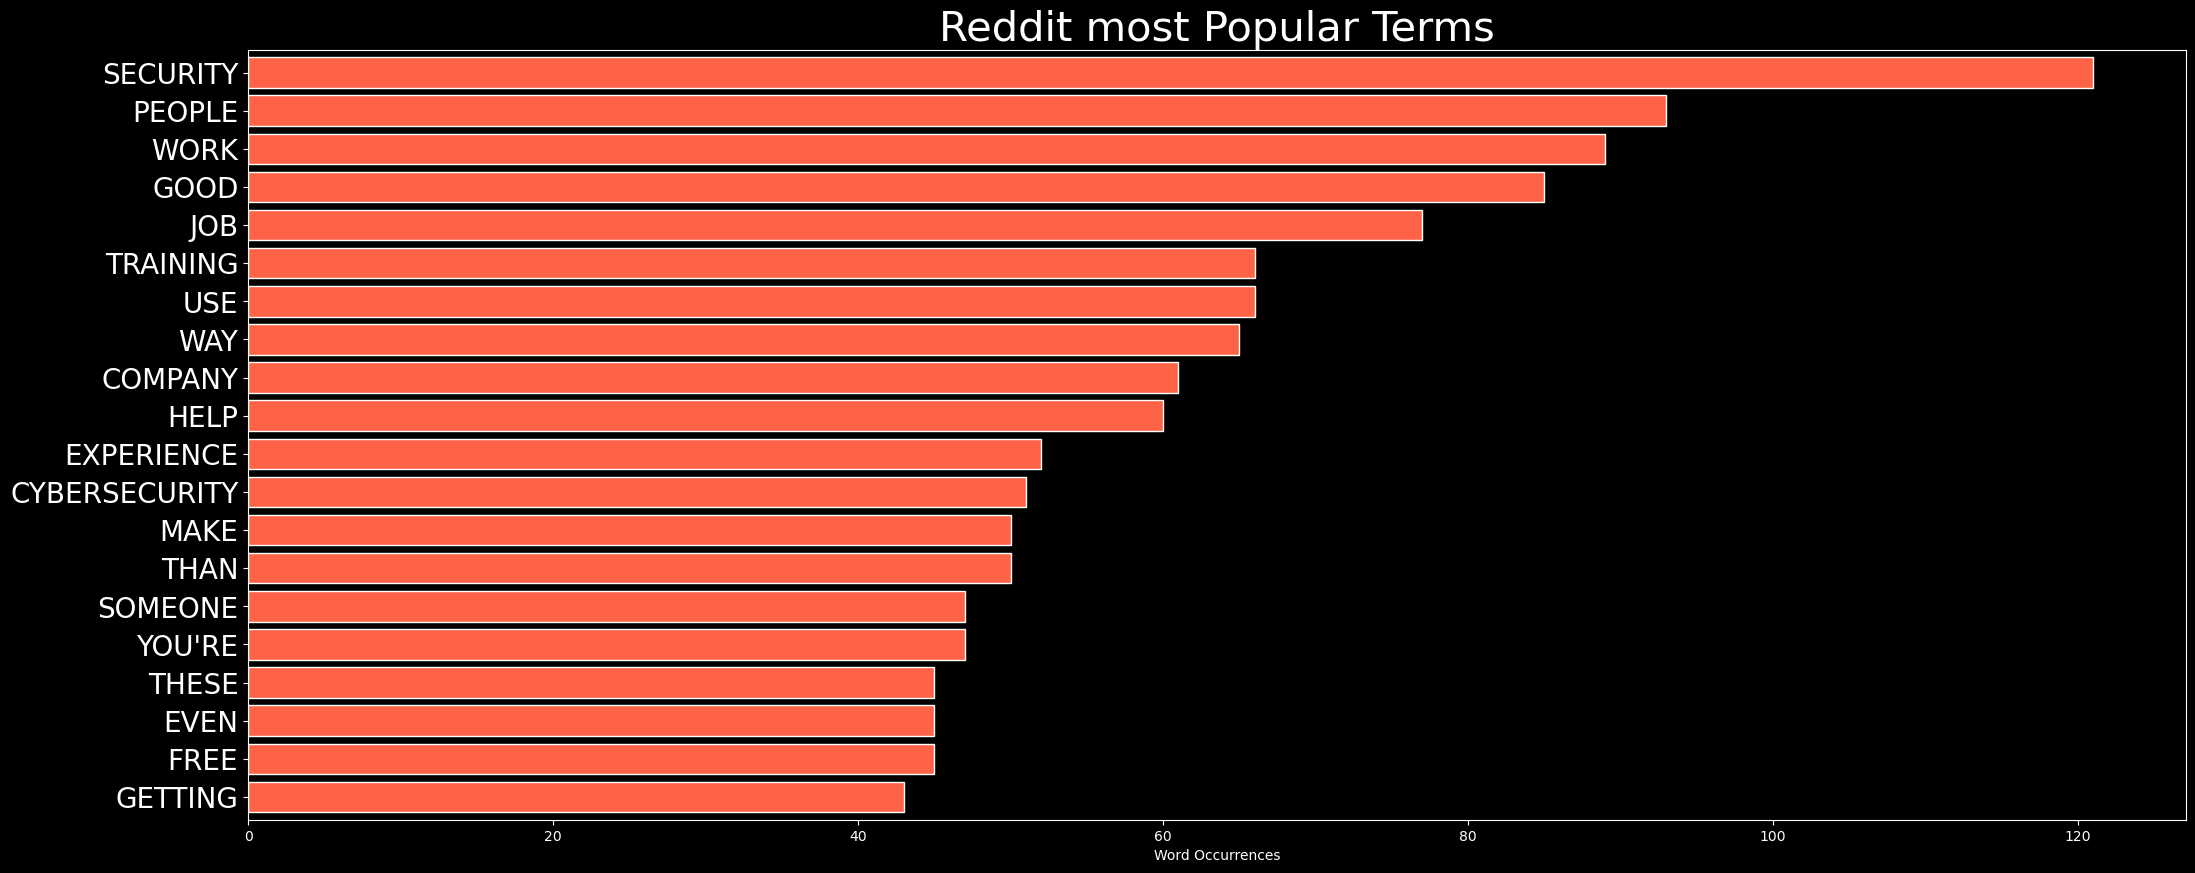 Reddit most Popular Terms
SECURITY
PEOPLE
WORK
GOOD
JOB
TRAINING
USE
WAY
COMPANY
HELP
EXPERIENCE
CYBERSECURITY
MAKE
THAN
SOMEONE
YOU'RE
THESE
EVEN
FREE
GETTING
0 20 40 60 80 100 120
Word Occurrences